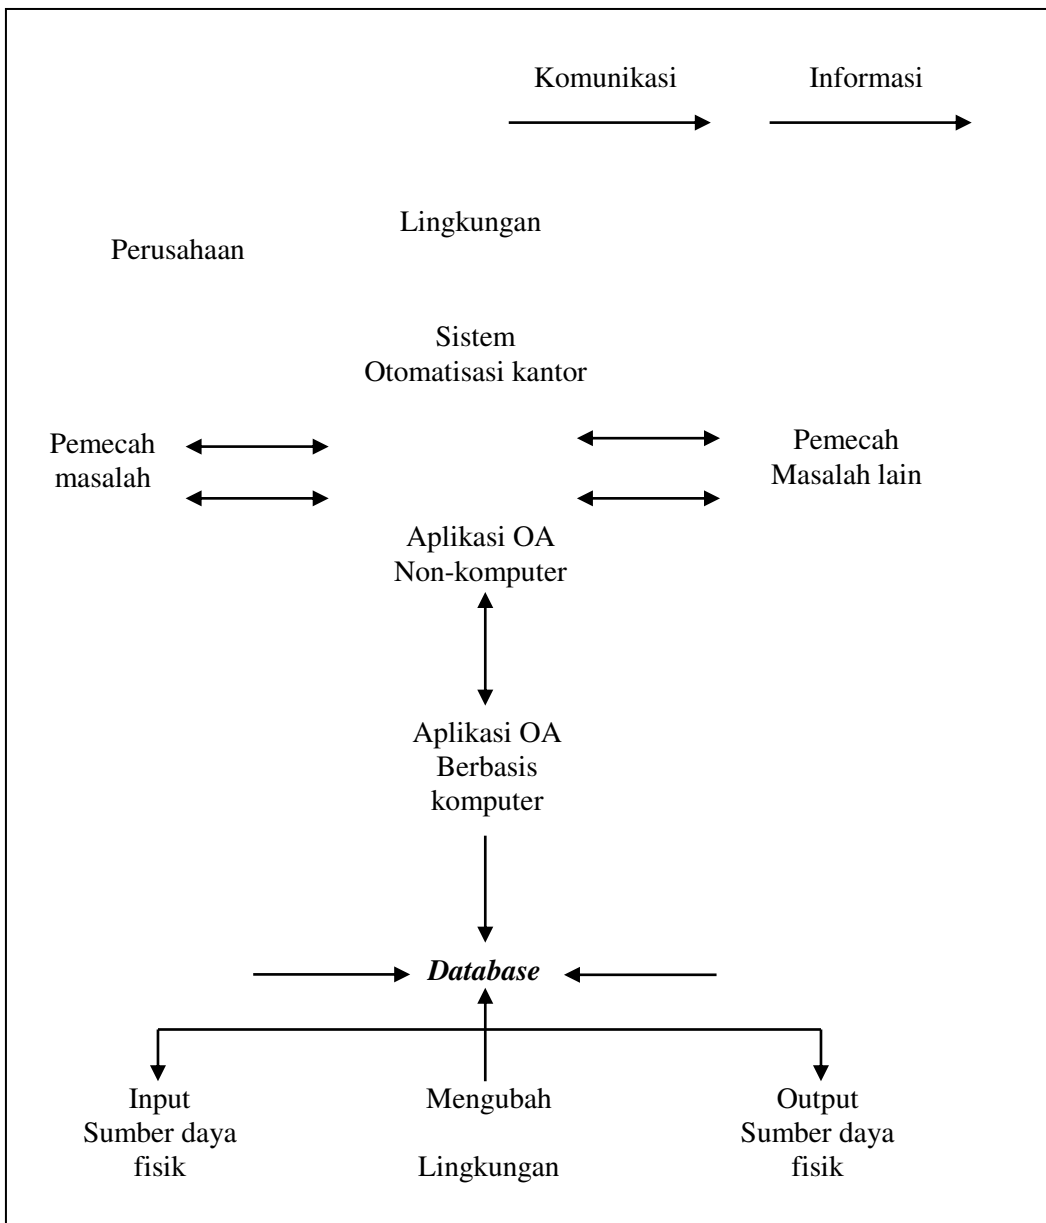 Komunikasi Informasi
Lingkungan
Perusahaan
Sistem
Otomatisasi kantor
Pemecah
masalah
Pemecah
Masalah lain
Aplikasi OA
Non-komputer
Aplikasi OA
Berbasis
komputer
Database
Input
Sumber daya
fisik
Mengubah
Lingkungan
Output
Sumber daya
fisik